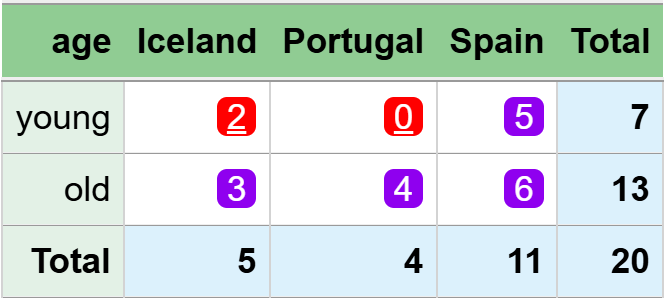 age Iceland Portugal Spain Total
young 2 0 5 7
old 3 4 6 13
Total 5 4 11 20